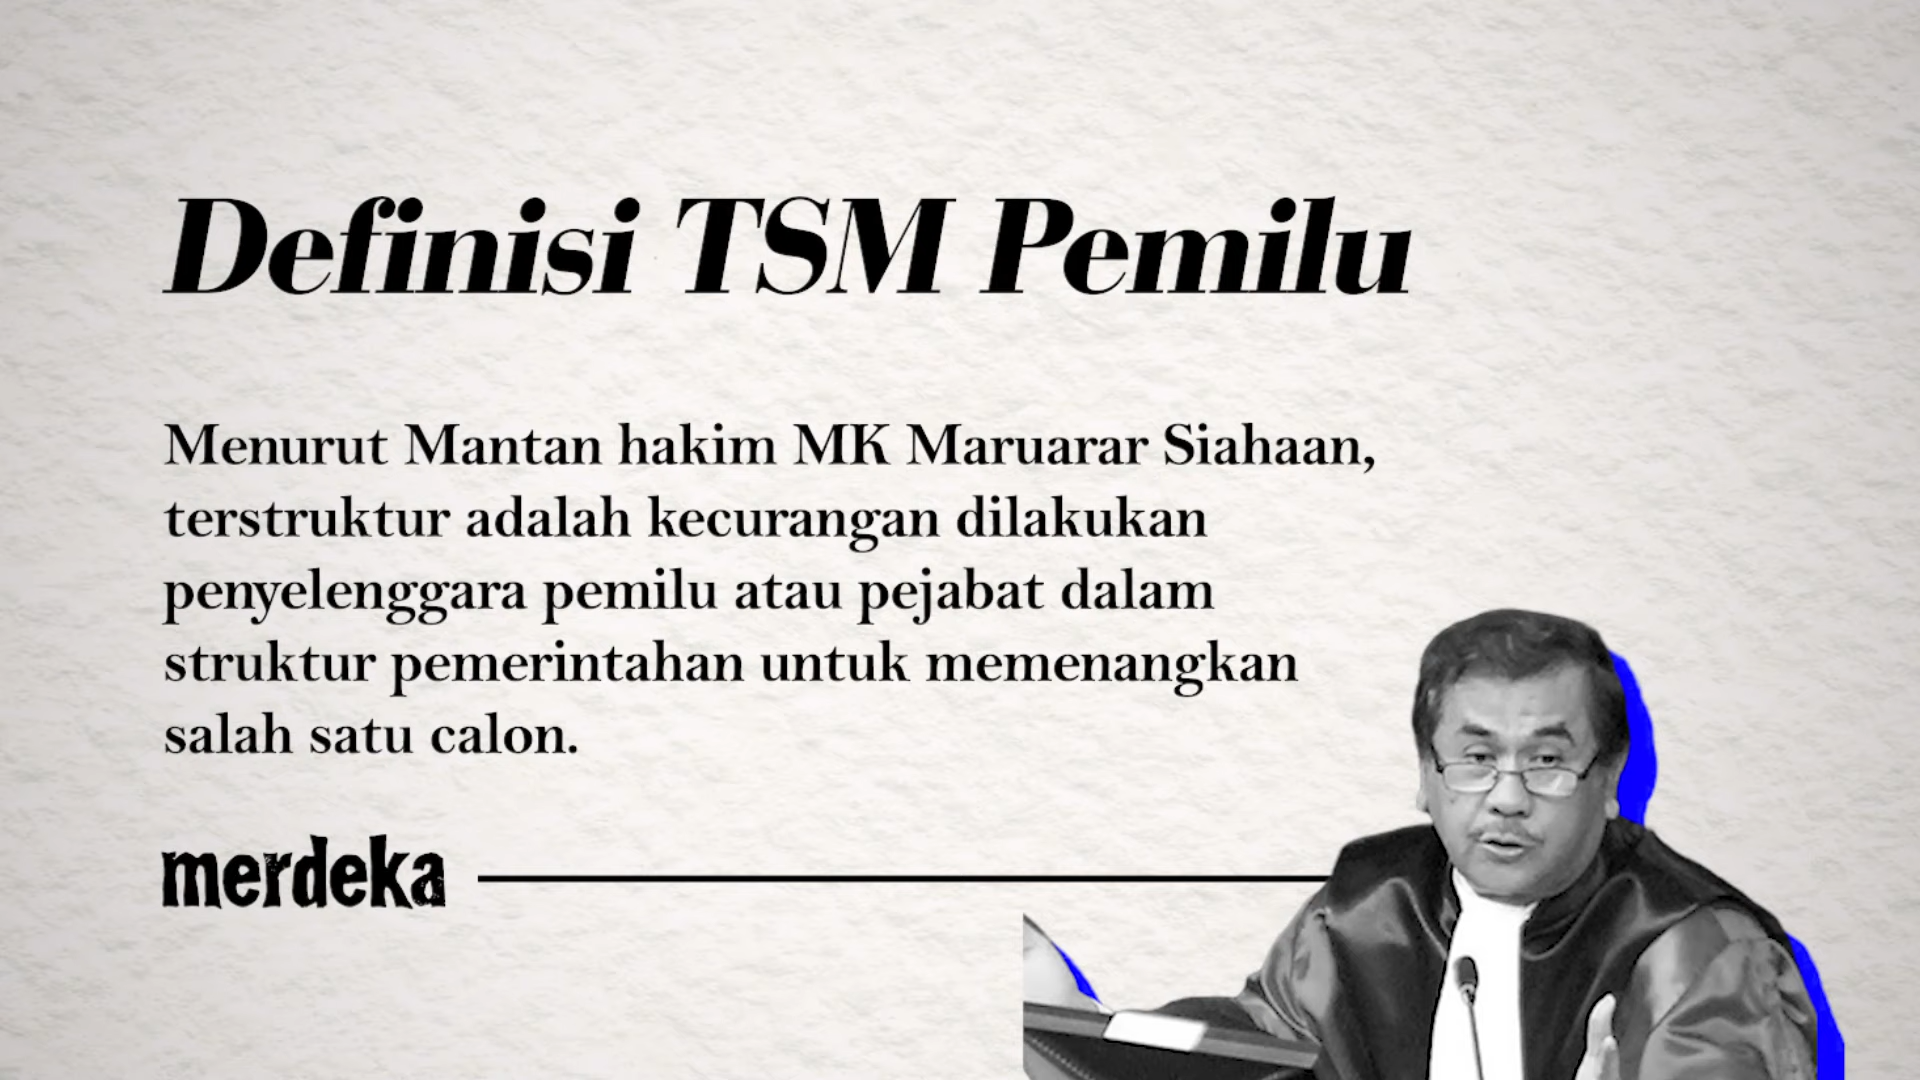 Definisi TSM Pemilu
Menurut Mantan hakim MK Maruarar Siahaan,
terstruktur adalah kecurangan dilakukan
penyelenggara pemilu atau pejabat dalam
struktur pemerintahan untuk memenangkan
salah satu calon.
merdeka